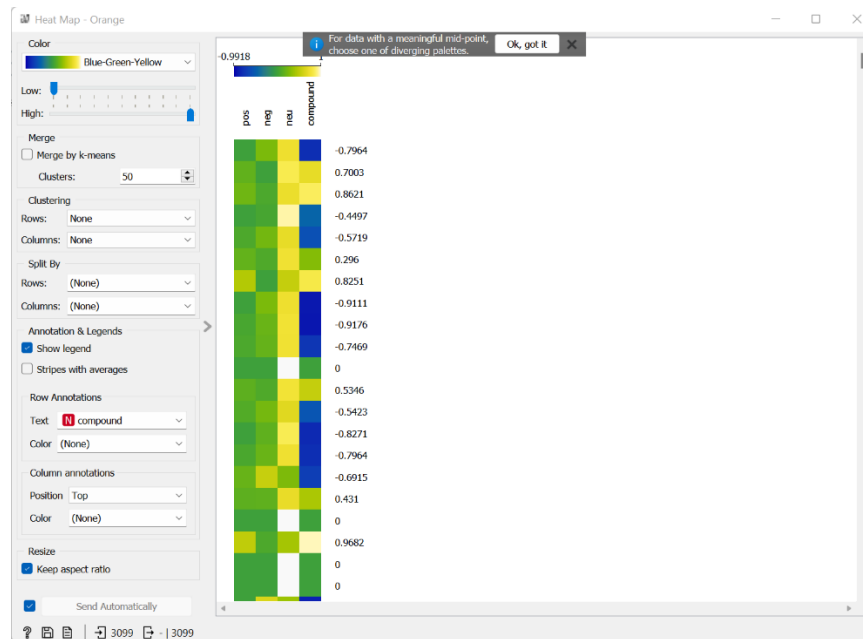 Heat Map - Orange
Color
Blue-Green-Yellow
Low:
High:
Merge
Merge by k-means
Clusters: 50
Clustering
Rows: None
Columns: None
Split By
Rows: (None)
Columns: (None)
Annotation & Legends
Show legend
Stripes with averages
Row Annotations
Text N compound
Color (None)
Column annotations
Position Top
Color (None)
Resize
Keep aspect ratio
Send Automatically
? 3099 - | 3099
For data with a meaningful mid-point,
choose one of diverging palettes.
Ok, got it
-0.9918 1
pos
neg
neu
compound
-0.7964
0.7003
0.8621
-0.4497
-0.5719
0.296
0.8251
-0.9111
-0.9176
-0.7469
0
0.5346
-0.5423
-0.8271
-0.7964
-0.6915
0.431
0
0.9682
0
0